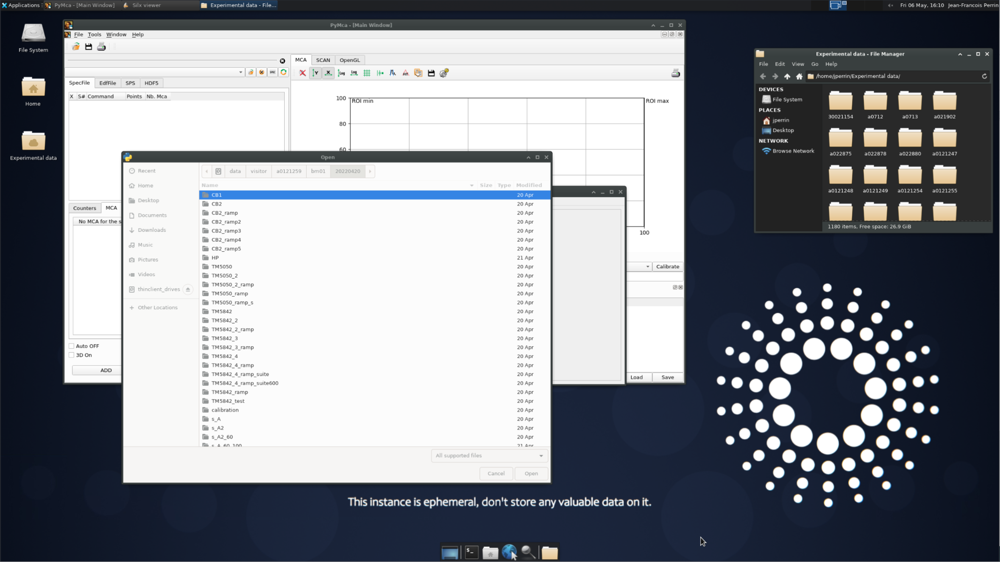 Applications
PyMca - [Main Window]
Silx viewer
Experimental data - File...
Fri 06 May, 16:10
Jean-Francois Perrin
File System
Home
Experimental data
PyMca - [Main Window]
File Tools Window Help
MCA SCAN OpenGL
SPEC
Y X Log Log FIT
SpecFile EdfFile SPS HDF5
X S# Command Points Nb. Mca
100 ROI min ROI max
80
60
100
Counters MCA
No MCA for the s
Auto OFF
3D On
ADD
Calibrate
Load Save
Open
Recent
Home
Desktop
Documents
Downloads
Music
Pictures
Videos
thinclient_drives
Other Locations
data visitor a0121259 bm01 20220420
Name Size Type Modified
CB1 20 Apr
CB2 20 Apr
CB2_ramp 20 Apr
CB2_ramp2 20 Apr
CB2_ramp3 20 Apr
CB2_ramp4 20 Apr
CB2_ramp5 20 Apr
HP 21 Apr
TM5050 20 Apr
TM5050_2 20 Apr
TM5050_2_ramp 20 Apr
TM5050_ramp 20 Apr
TM5050_ramp_s 20 Apr
TM5842 20 Apr
TM5842_2 20 Apr
TM5842_2_ramp 20 Apr
TM5842_3 20 Apr
TM5842_3_ramp 20 Apr
TM5842_4 20 Apr
TM5842_4_ramp 20 Apr
TM5842_4_ramp_suite 20 Apr
TM5842_4_ramp_suite600 20 Apr
TM5842_ramp 20 Apr
TM5842_test 20 Apr
calibration 20 Apr
s_A 20 Apr
s_A2 20 Apr
s_A2_60 20 Apr
s_A_60_100 21 Apr
All supported files
Cancel Open
Experimental data - File Manager
File Edit View Go Help
/home/jperrin/Experimental data/
DEVICES
File System
PLACES
jperrin
Desktop
NETWORK
Browse Network
30021154 a0712 a0713 a021902
a022875 a022878 a022880 a0121247
a0121248 a0121249 a0121254 a0121255
1180 items, Free space: 26.9 GiB
This instance is ephemeral, don't store any valuable data on it.
$_